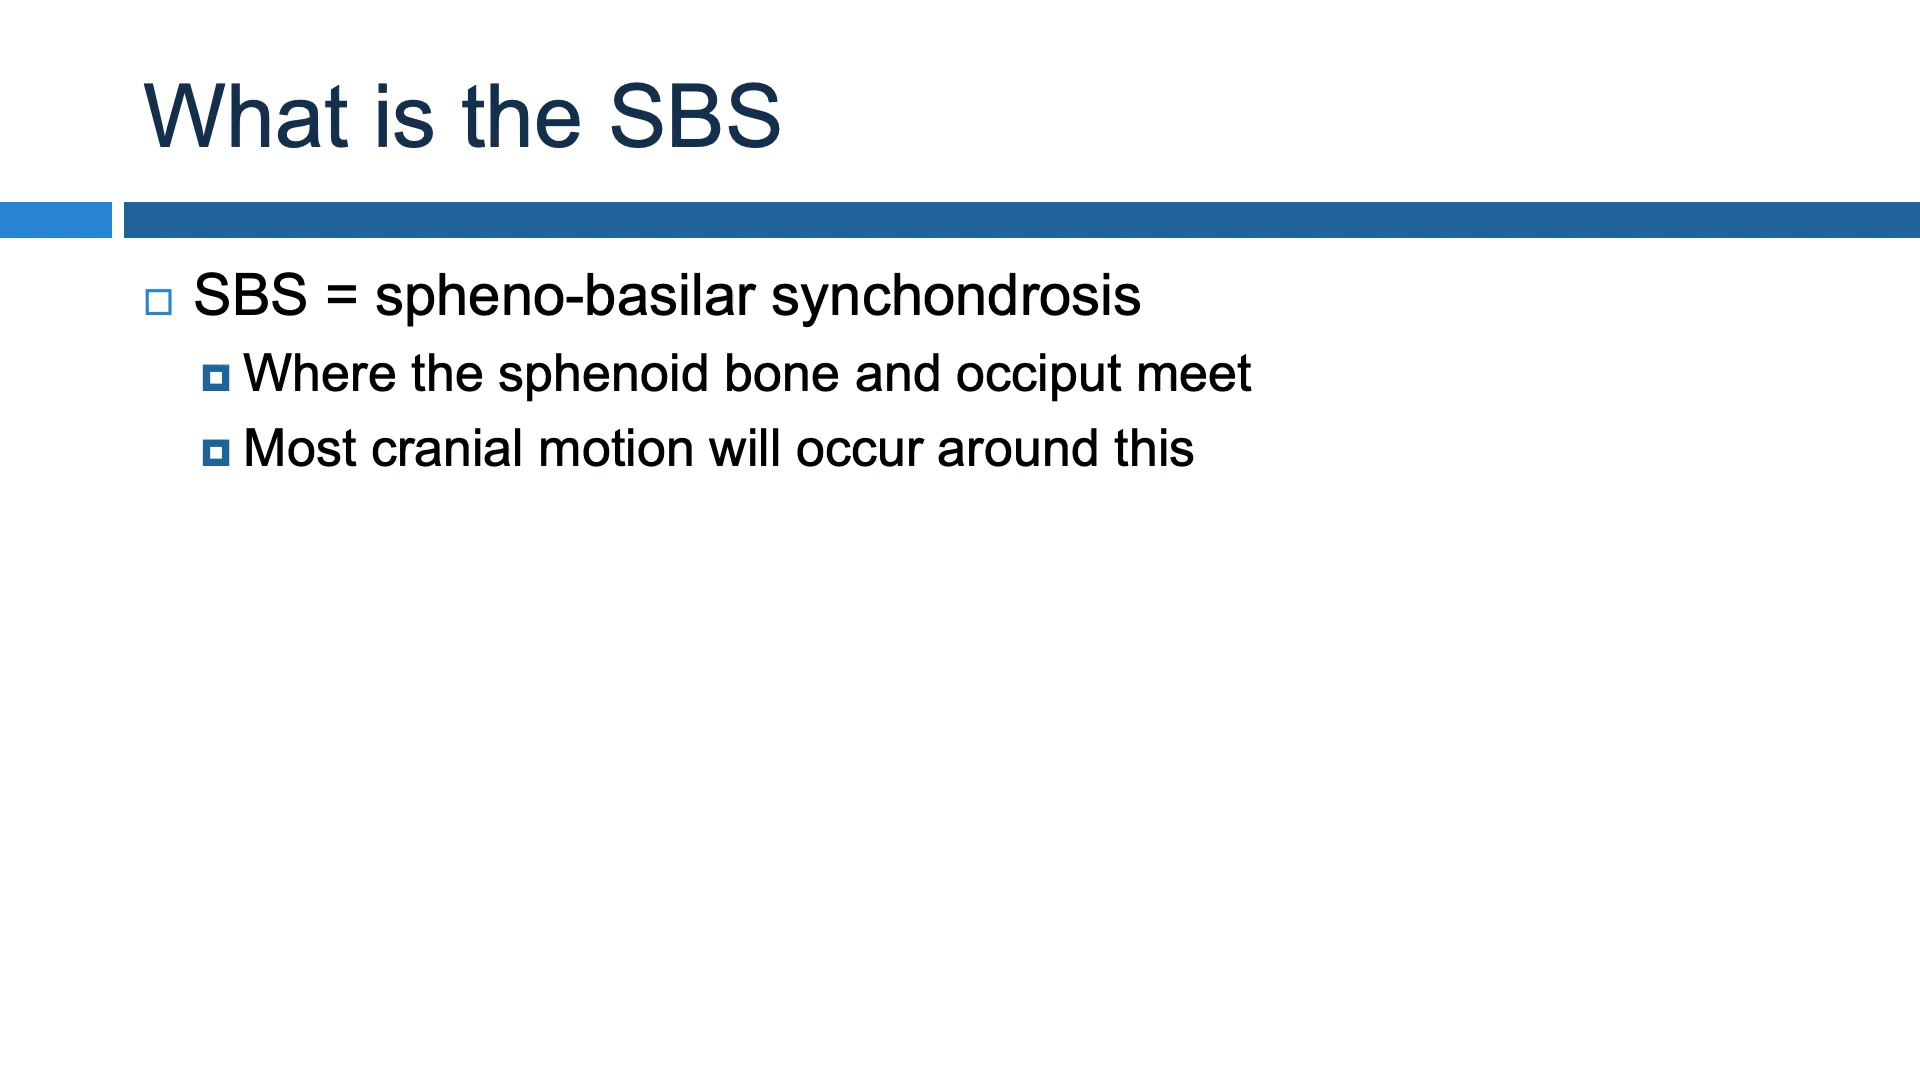 What is the SBS
SBS = spheno-basilar synchondrosis
Where the sphenoid bone and occiput meet
Most cranial motion will occur around this